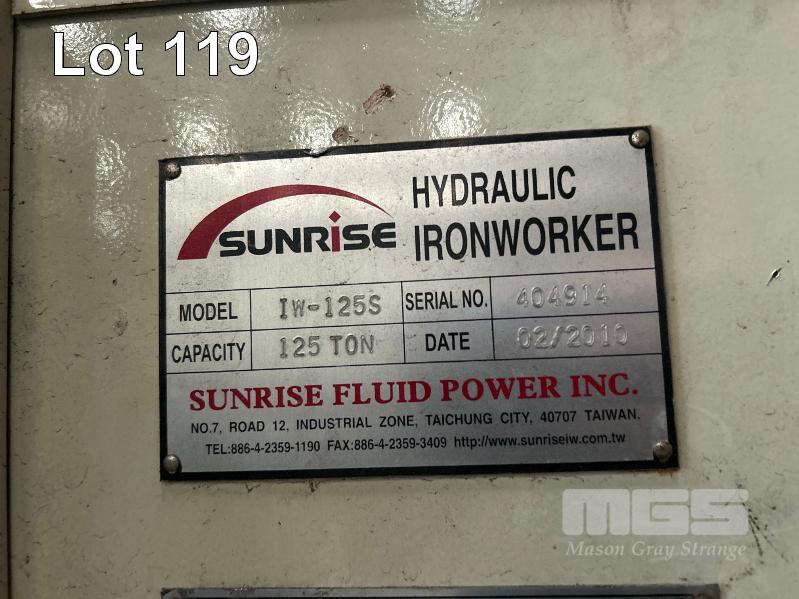 Lot 119
SUNRISE
HYDRAULIC
IRONWORKER
MODEL IW-125S SERIAL NO. 404914
CAPACITY 125 TON DATE 02/2010
SUNRISE FLUID POWER INC.
NO.7, ROAD 12, INDUSTRIAL ZONE, TAICHUNG CITY, 40707 TAIWAN.
TEL:886-4-2359-1190 FAX:886-4-2359-3409 http://www.sunriseiw.com.tw
MGS
Mason Gray Strange